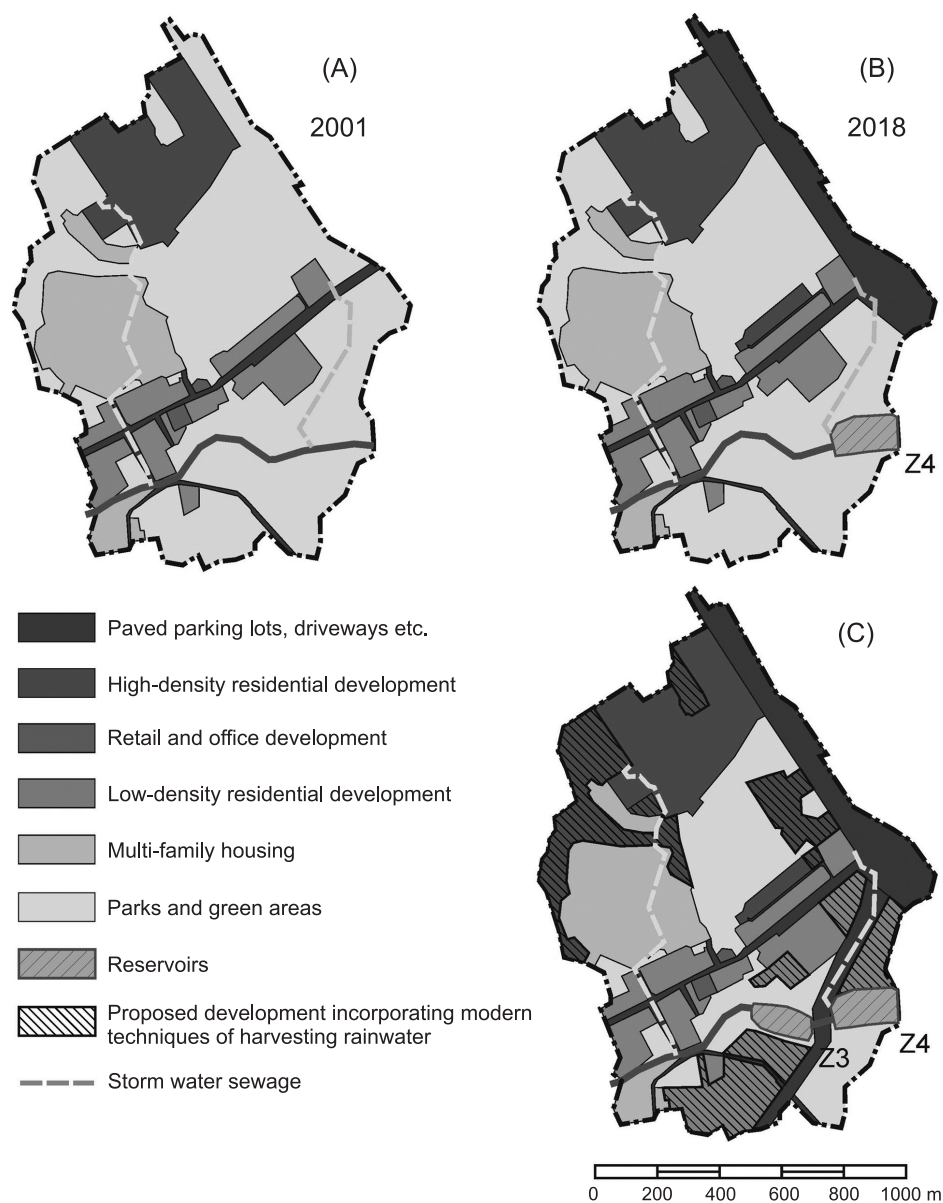 (A)
2001
(B)
2018
Z4
Paved parking lots, driveways etc.
High-density residential development
Retail and office development
Low-density residential development
Multi-family housing
Parks and green areas
Reservoirs
Proposed development incorporating modern
techniques of harvesting rainwater
Storm water sewage
(C)
Z3
Z4
0 200 400 600 800 1000 m